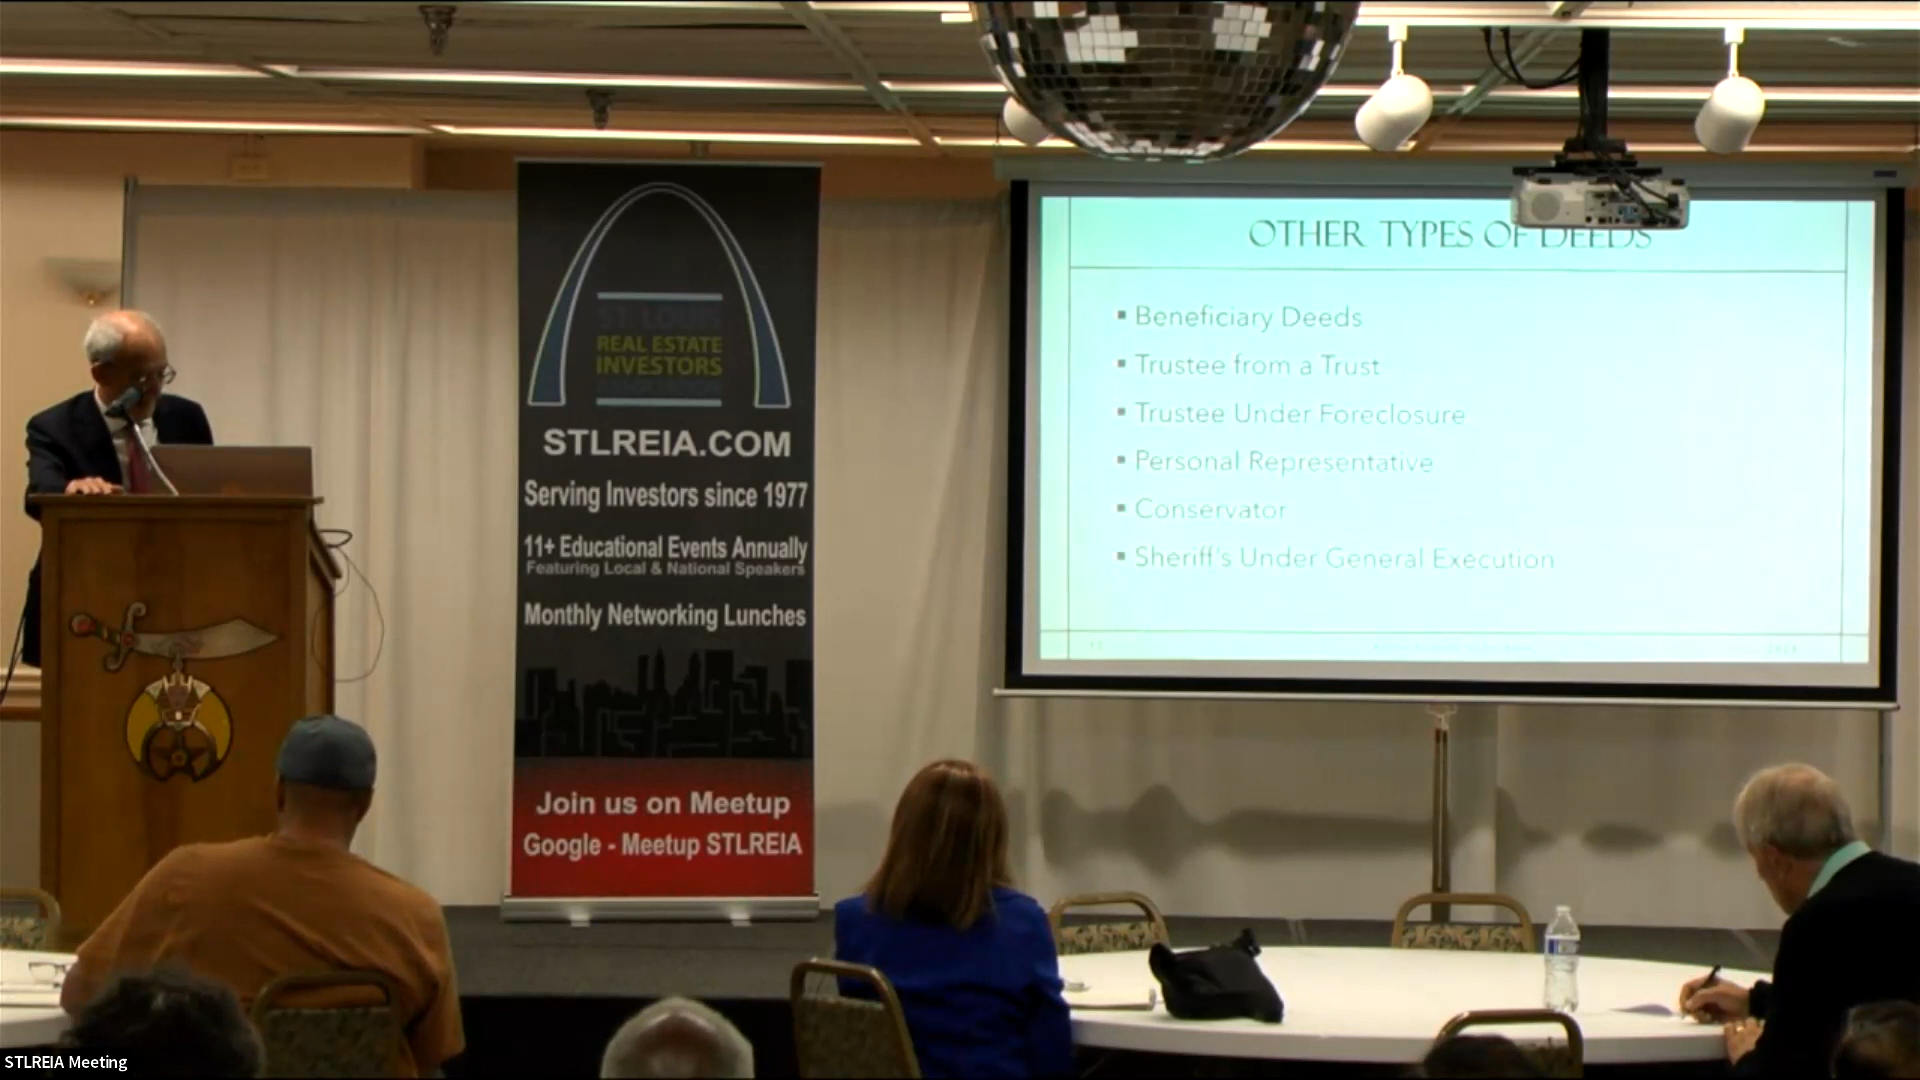 ST. LOUIS
REAL ESTATE
INVESTORS
STLREIA.COM
Serving Investors since 1977
11+ Educational Events Annually
Featuring Local & National Speakers
Monthly Networking Lunches
Join us on Meetup
Google - Meetup STLREIA
OTHER TYPES OF DEEDS
▪ Beneficiary Deeds
▪ Trustee from a Trust
▪ Trustee Under Foreclosure
▪ Personal Representative
▪ Conservator
▪ Sheriff's Under General Execution
STLREIA Meeting